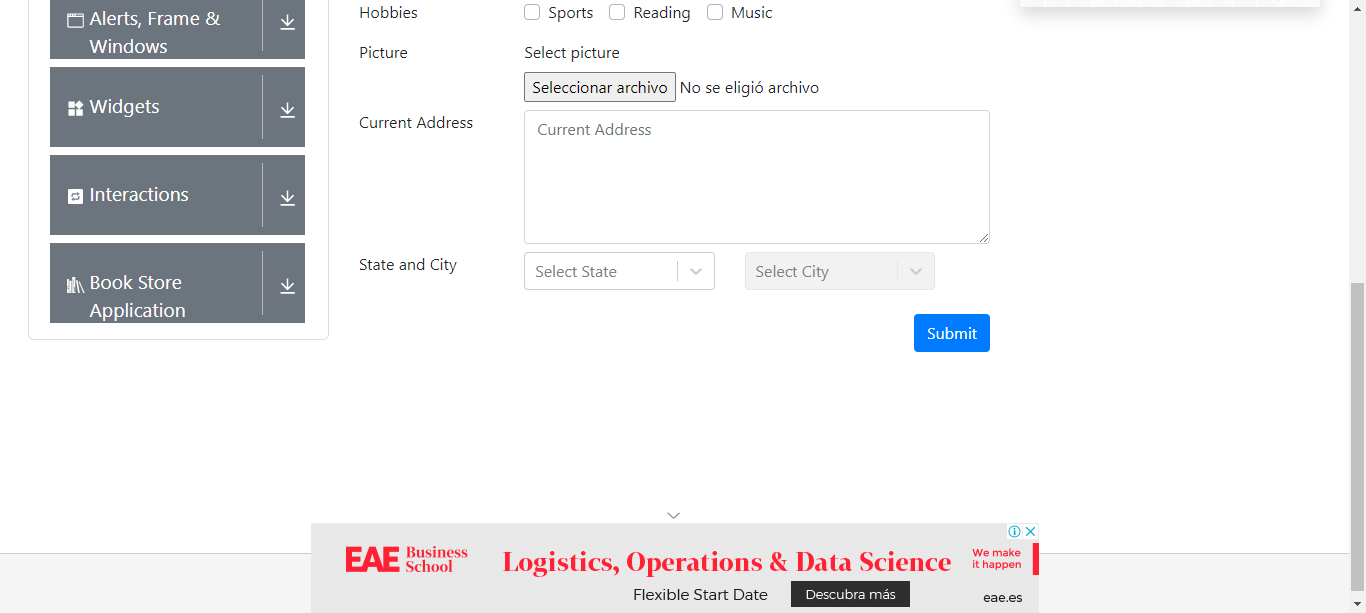 Alerts, Frame &
Windows
Widgets
Interactions
Book Store
Application
Hobbies
Sports
Reading
Music
Picture
Select picture
Seleccionar archivo No se eligió archivo
Current Address
Current Address
State and City
Select State
Select City
Submit
EAE Business
School
Logistics, Operations & Data Science
Flexible Start Date
Descubra más
We make
it happen
eae.es